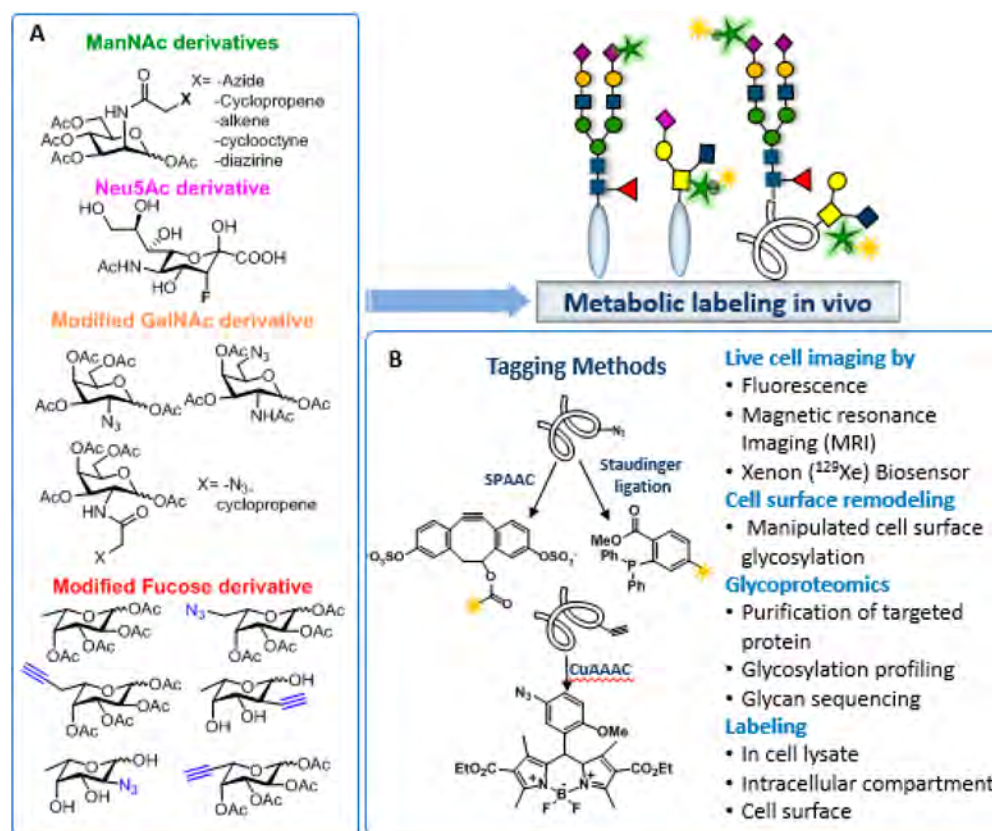 A
ManNAc derivatives
X= -Azide
-Cyclopropene
-alkene
-cyclooctyne
-diazirine
O
X
HN
AcO
AcO
AcO
O
OAc
Neu5Ac derivative
HO
HO
OH
OH
OH
O
COOH
AcHN
HO
F
Modified GalNAc derivative
OAc
OAc
O
AcO
OAc
N3
OAc
N3
O
AcO
OAc
NHAc
OAc
OAc
O
AcO
OAc
HN
O
X
X= -N3,
cyclopropene
Modified Fucose derivative
O
OAc
OAc
OAc
OAc
N3
O
OAc
OAc
OAc
OAc
O
OAc
OAc
OAc
OAc
O
OH
OH
OH
O
OH
N3
OH
OH
O
OAc
OAc
OAc
OAc
Metabolic labeling in vivo
B
Tagging Methods
N3
SPAAC
Staudinger
ligation
-O3SO
OSO3-
O
O
O
MeO
Ph
P
Ph
CuAAAC
N3
OMe
EtO2C
CO2Et
N
N+
B
F
F
Live cell imaging by
• Fluorescence
• Magnetic resonance
Imaging (MRI)
• Xenon (129Xe) Biosensor
Cell surface remodeling
• Manipulated cell surface
glycosylation
Glycoproteomics
• Purification of targeted
protein
• Glycosylation profiling
• Glycan sequencing
Labeling
• In cell lysate
• Intracellular compartment
• Cell surface